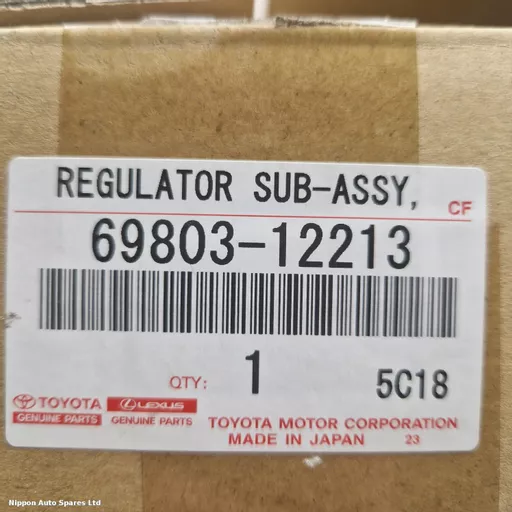 REGULATOR SUB-ASSY,
CF
69803-12213
QTY: 1 5C18
TOYOTA LEXUS
GENUINE PARTS GENUINE PARTS
TOYOTA MOTOR CORPORATION
MADE IN JAPAN 23
Nippon Auto Spares Ltd